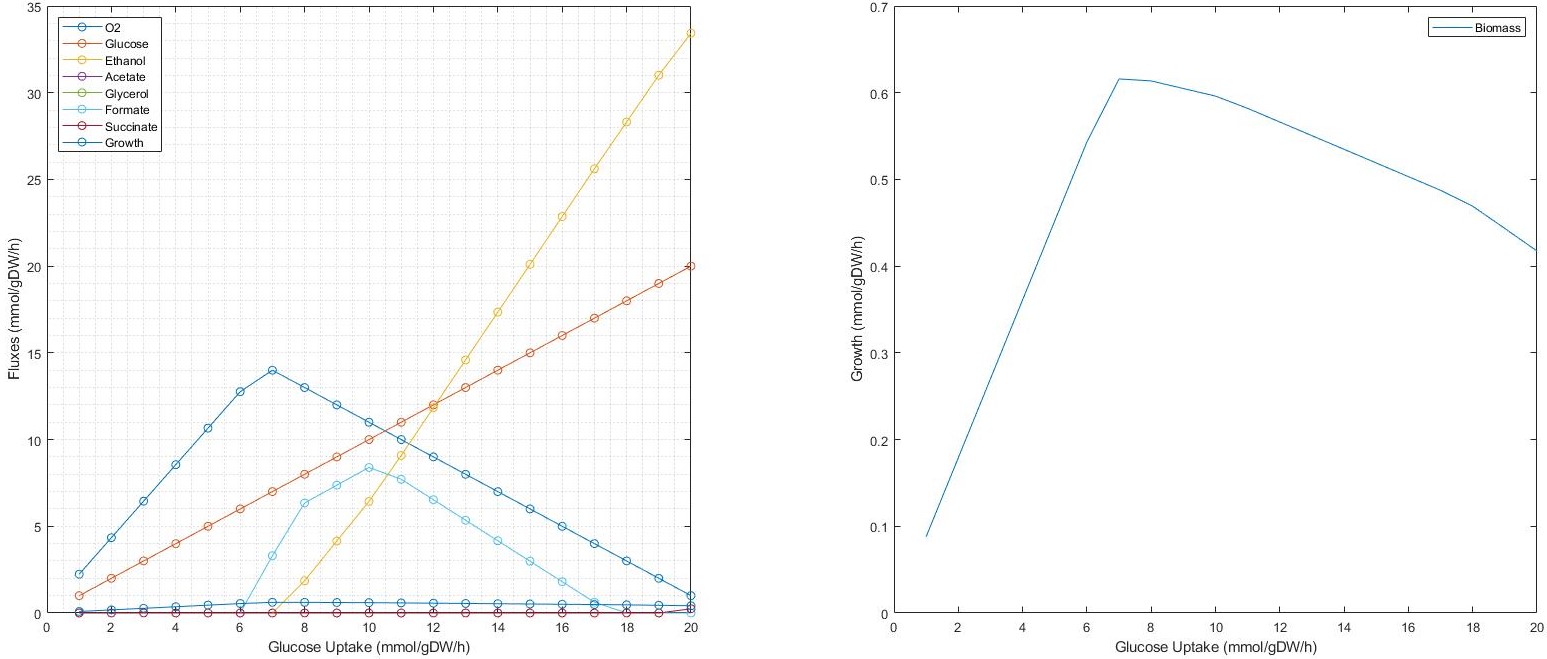 35
30
25
20
15
10
5
0
Fluxes (mmol/gDW/h)
O2
Glucose
Ethanol
Acetate
Glycerol
Formate
Succinate
Growth
0 2 4 6 8 10 12 14 16 18 20
Glucose Uptake (mmol/gDW/h)
0.7
0.6
0.5
0.4
0.3
0.2
0.1
0
Growth (mmol/gDW/h)
Biomass
0 2 4 6 8 10 12 14 16 18 20
Glucose Uptake (mmol/gDW/h)